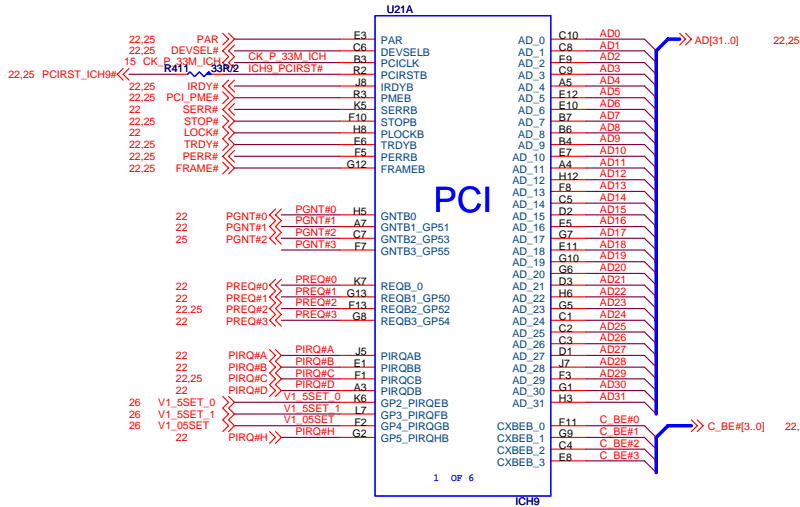 U21A
22,25 PAR E3 PAR AD_0 C10 AD0 AD[31..0] 22,25
22,25 DEVSEL# C6 DEVSELB AD_1 C8 AD1
15 CK_P_33M_ICH CK_P_33M_ICH B3 PCICLK AD_2 E9 AD2
22,25 PCIRST_ICH9# R411 33R/2 ICH9_PCIRST# R2 PCIRSTB AD_3 C9 AD3
22,25 IRDY# J8 IRDYB AD_4 A5 AD4
22,25 PCI_PME# R3 PMEB AD_5 E12 AD5
22 SERR# K5 SERRB AD_6 E10 AD6
22,25 STOP# F10 STOPB AD_7 B7 AD7
22 LOCK# H8 PLOCKB AD_8 B6 AD8
22,25 TRDY# E6 TRDYB AD_9 B4 AD9
22,25 PERR# F5 PERRB AD_10 E7 AD10
22,25 FRAME# G12 FRAMEB AD_11 A4 AD11
AD_12 H12 AD12
AD_13 F8 AD13
PCI
AD_14 C5 AD14
22 PGNT#0 PGNT#0 H5 GNTB0 AD_15 D2 AD15
22 PGNT#1 PGNT#1 A7 GNTB1_GP51 AD_16 E5 AD16
25 PGNT#2 PGNT#2 C7 GNTB2_GP53 AD_17 G7 AD17
PGNT#3 F7 GNTB3_GP55 AD_18 E11 AD18
AD_19 G10 AD19
AD_20 G6 AD20
22 PREQ#0 PREQ#0 K7 REQB_0 AD_21 D3 AD21
22 PREQ#1 PREQ#1 G13 REQB1_GP50 AD_22 H6 AD22
22,25 PREQ#2 PREQ#2 F13 REQB2_GP52 AD_23 G5 AD23
22 PREQ#3 PREQ#3 G8 REQB3_GP54 AD_24 C1 AD24
AD_25 C2 AD25
AD_26 C3 AD26
22 PIRQ#A PIRQ#A J5 PIRQAB AD_27 D1 AD27
22 PIRQ#B PIRQ#B E1 PIRQBB AD_28 J7 AD28
22,25 PIRQ#C PIRQ#C F1 PIRQCB AD_29 F3 AD29
22 PIRQ#D PIRQ#D A3 PIRQDB AD_30 G1 AD30
26 V1_5SET_0 V1_5SET_0 K6 GP2_PIRQEB AD_31 H3 AD31
26 V1_5SET_1 V1_5SET_1 L7 GP3_PIRQFB
26 V1_05SET V1_05SET F2 GP4_PIRQGB CXBEB_0 F11 C_BE#0 C_BE#[3..0] 22,
22 PIRQ#H PIRQ#H G2 GP5_PIRQHB CXBEB_1 G9 C_BE#1
CXBEB_2 C4 C_BE#2
CXBEB_3 E8 C_BE#3
1 OF 6
ICH9